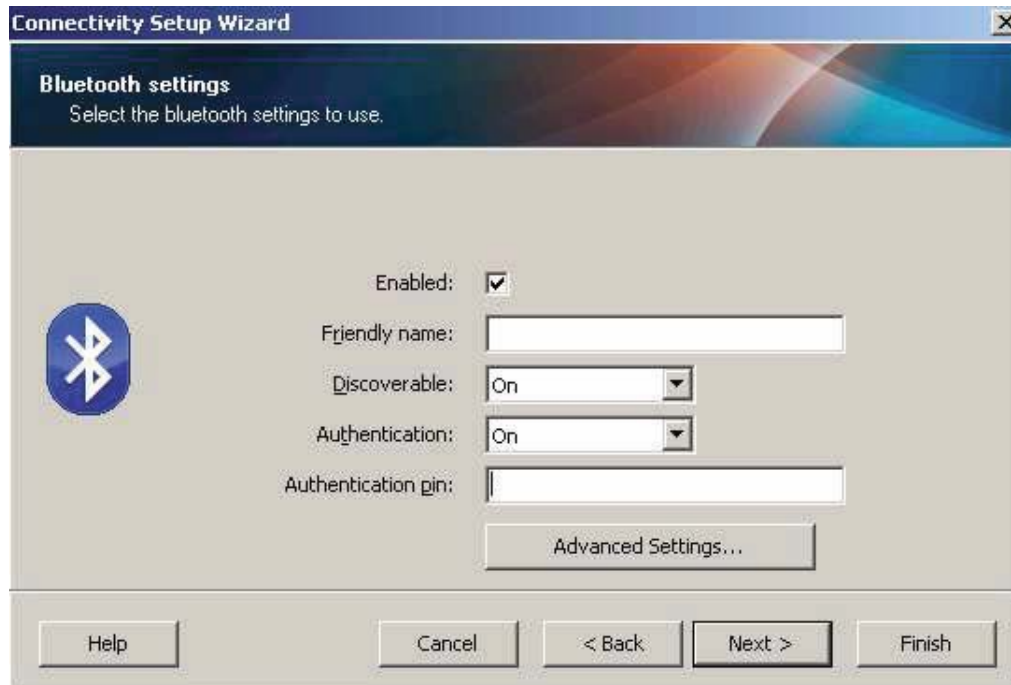 Connectivity Setup Wizard
Bluetooth settings
Select the bluetooth settings to use.
Enabled:
Friendly name:
Discoverable: On
Authentication: On
Authentication pin:
Advanced Settings...
Help Cancel < Back Next > Finish